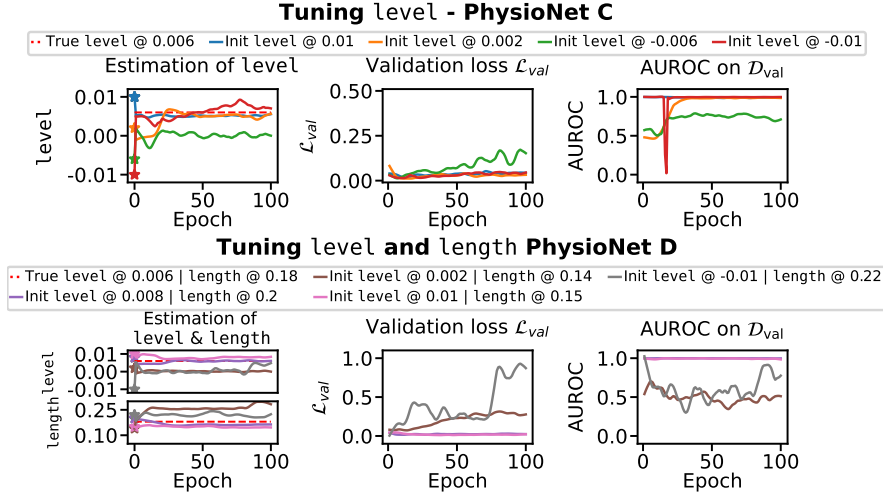 Tuning level - PhysioNet C
True level @ 0.006 Init level @ 0.01 Init level @ 0.002 Init level @ -0.006 Init level @ -0.01
Estimation of level Validation loss ℒval AUROC on 𝒟val
level
0.01
0.00
-0.01
0 50 100
Epoch
ℒval
0.50
0.25
0.00
0 50 100
Epoch
AUROC
1.0
0.5
0.0
0 50 100
Epoch
Tuning level and length PhysioNet D
True level @ 0.006 | length @ 0.18 Init level @ 0.002 | length @ 0.14 Init level @ -0.01 | length @ 0.22
Init level @ 0.008 | length @ 0.2 Init level @ 0.01 | length @ 0.15
Estimation of
level & length
Validation loss ℒval AUROC on 𝒟val
level
0.01
0.00
-0.01
length
0.25
0.10
0 50 100
Epoch
ℒval
1.0
0.5
0.0
0 50 100
Epoch
AUROC
1.0
0.5
0.0
0 50 100
Epoch